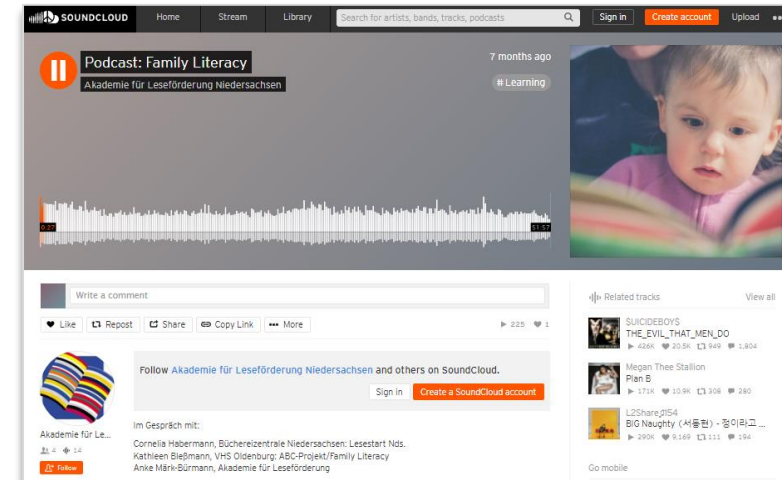 SOUNDCLOUD Home Stream Library Search for artists, bands, tracks, podcasts Sign in Create account Upload
Podcast: Family Literacy
Akademie für Leseförderung Niedersachsen
7 months ago
# Learning
0:27
51:57
Write a comment
Like Repost Share Copy Link More
225 1
Follow Akademie für Leseförderung Niedersachsen and others on SoundCloud.
Sign in Create a SoundCloud account
Akademie für Le...
4 14
Follow
Im Gespräch mit:
Cornelia Habermann, Büchereizentrale Niedersachsen: Lesestart Nds.
Kathleen Bleßmann, VHS Oldenburg: ABC-Projekt/Family Literacy
Anke Märk-Bürmann, Akademie für Leseförderung
Related tracks View all
$UICIDEBOY$
THE_EVIL_THAT_MEN_DO
426K 20.5K 949 1,804
Megan Thee Stallion
Plan B
171K 10.9K 308 280
L2Share♫154
BIG Naughty (서동현) - 정이라고 ...
290K 9,169 111 194
Go mobile